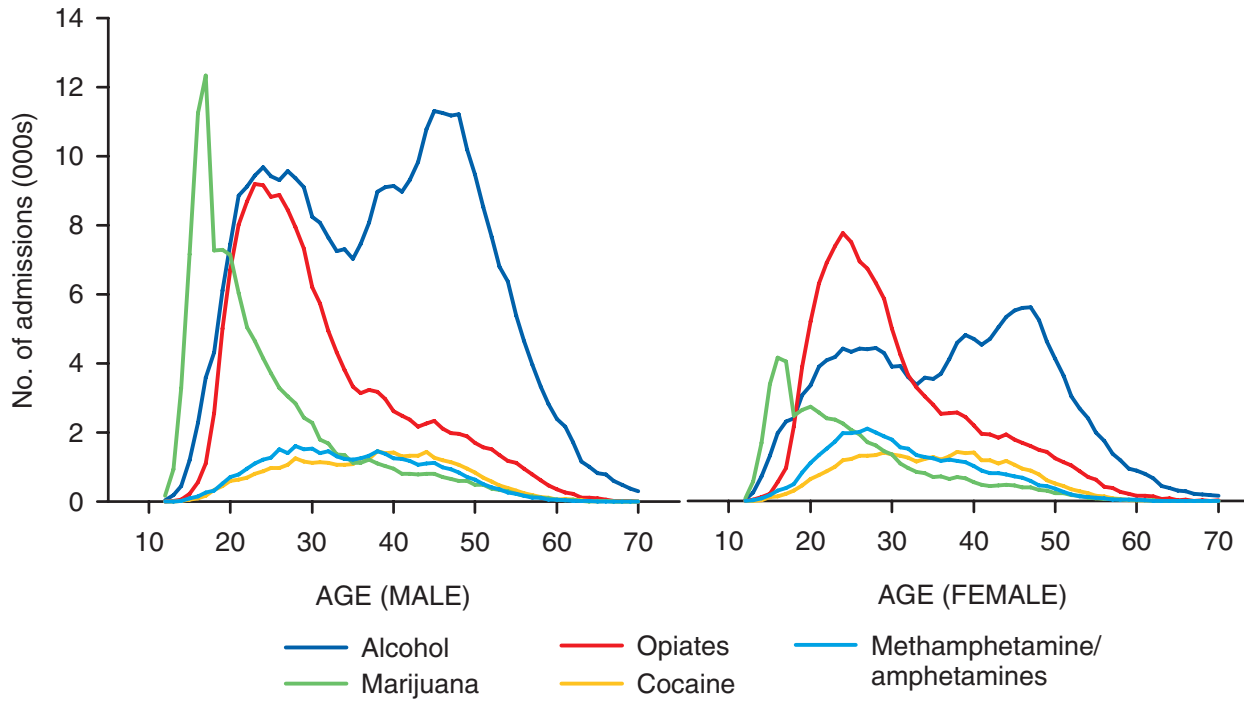 No. of admissions (000s)
14
12
10
8
6
4
2
0
10 20 30 40 50 60 70
10 20 30 40 50 60 70
AGE (MALE)
AGE (FEMALE)
Alcohol
Marijuana
Opiates
Cocaine
Methamphetamine/
amphetamines